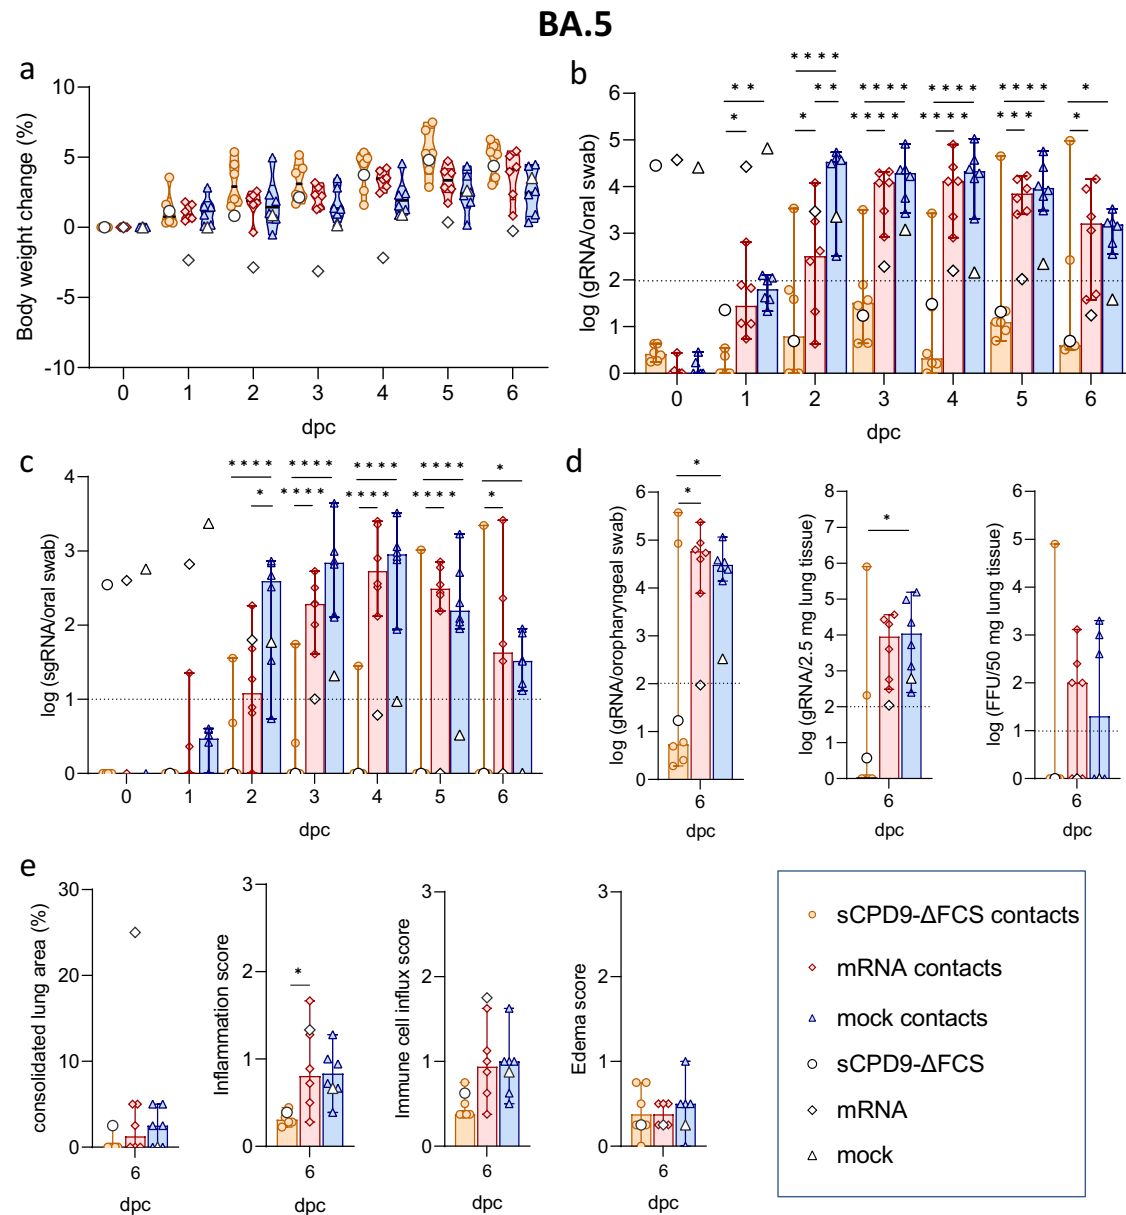 BA.5
a
Body weight change (%)
10
5
0
-5
-10
0 1 2 3 4 5 6
dpc
b
log (gRNA/oral swab)
6
5
4
3
2
1
0
** **** **** **** **** *
* * ** **** **** *** *
0 1 2 3 4 5 6
dpc
c
log (sgRNA/oral swab)
4
3
2
1
0
**** **** **** **** *
* **** **** **** *
0 1 2 3 4 5 6
dpc
d
log (gRNA/oropharyngeal swab)
6
5
4
3
2
1
0
*
*
6
dpc
log (gRNA/2.5 mg lung tissue)
8
7
6
5
4
3
2
1
0
*
6
dpc
log (FFU/50 mg lung tissue)
6
5
4
3
2
1
0
6
dpc
e
consolidated lung area (%)
30
20
10
0
6
dpc
Inflammation score
3
2
1
0
*
6
dpc
Immune cell influx score
3
2
1
0
6
dpc
Edema score
3
2
1
0
6
dpc
sCPD9-ΔFCS contacts
mRNA contacts
mock contacts
sCPD9-ΔFCS
mRNA
mock